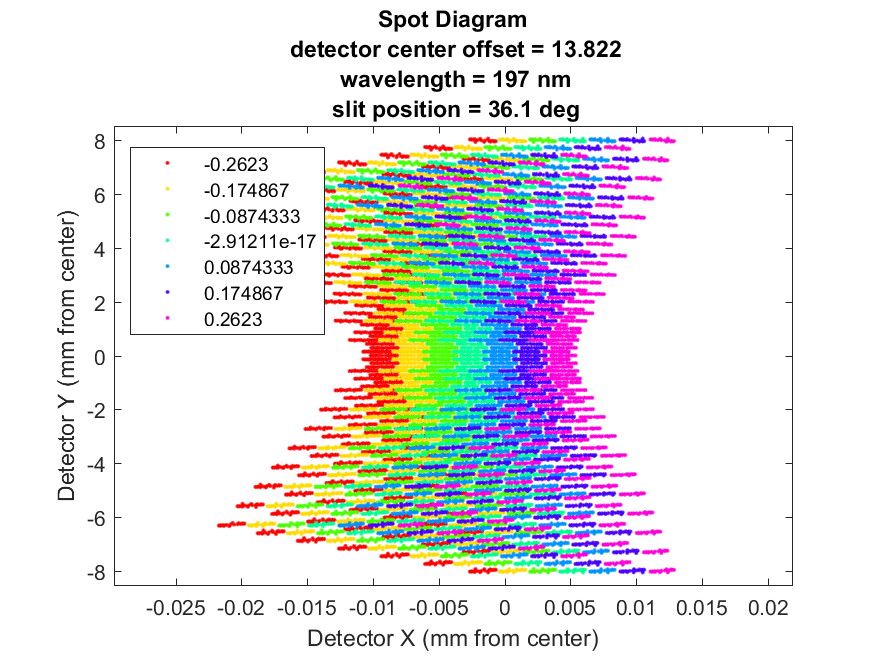 Spot Diagram
detector center offset = 13.822
wavelength = 197 nm
slit position = 36.1 deg
8
6
4
2
0
-2
-4
-6
-8
Detector Y (mm from center)
-0.2623
-0.174867
-0.0874333
-2.91211e-17
0.0874333
0.174867
0.2623
-0.025 -0.02 -0.015 -0.01 -0.005 0 0.005 0.01 0.015 0.02
Detector X (mm from center)